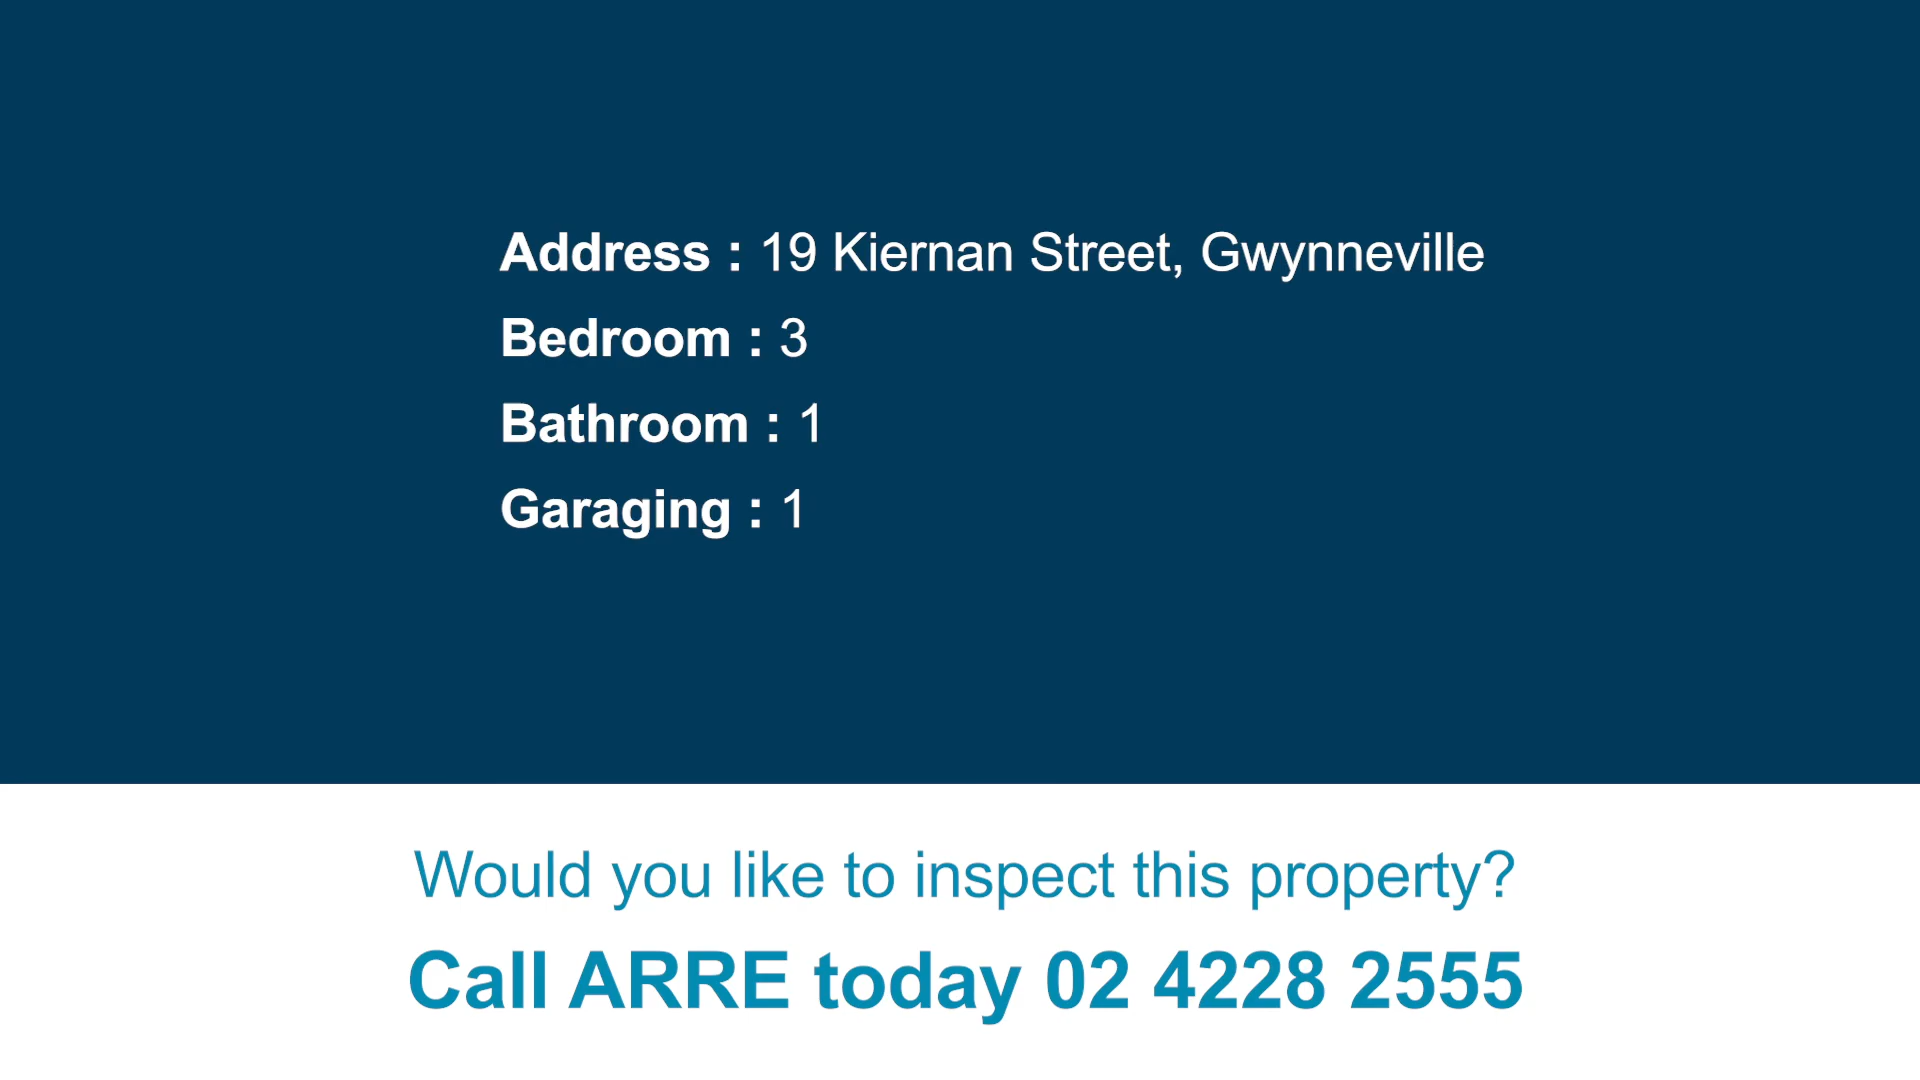 Address : 19 Kiernan Street, Gwynneville
Bedroom : 3
Bathroom : 1
Garaging : 1
Would you like to inspect this property?
Call ARRE today 02 4228 2555